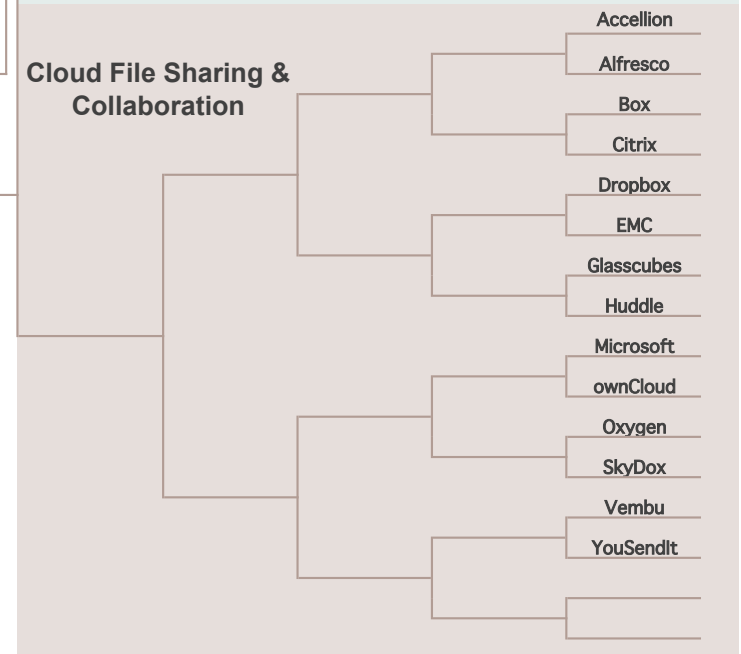 Cloud File Sharing &
Collaboration
Accellion
Alfresco
Box
Citrix
Dropbox
EMC
Glasscubes
Huddle
Microsoft
ownCloud
Oxygen
SkyDox
Vembu
YouSendIt